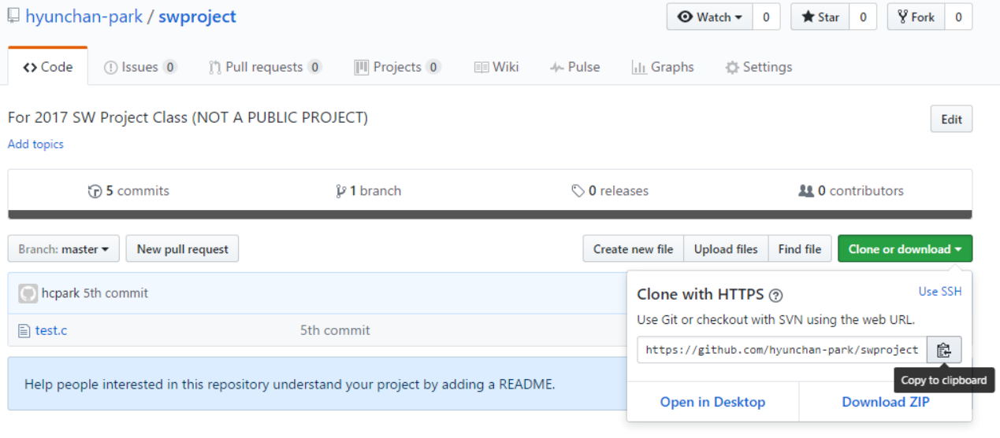 hyunchan-park / swproject
Watch 0 Star 0 Fork 0
Code Issues 0 Pull requests 0 Projects 0 Wiki Pulse Graphs Settings
For 2017 SW Project Class (NOT A PUBLIC PROJECT)
Edit
Add topics
5 commits 1 branch 0 releases 0 contributors
Branch: master New pull request Create new file Upload files Find file Clone or download
hcpark 5th commit
test.c 5th commit
Help people interested in this repository understand your project by adding a README.
Clone with HTTPS ? Use SSH
Use Git or checkout with SVN using the web URL.
https://github.com/hyunchan-park/swproject
Copy to clipboard
Open in Desktop Download ZIP